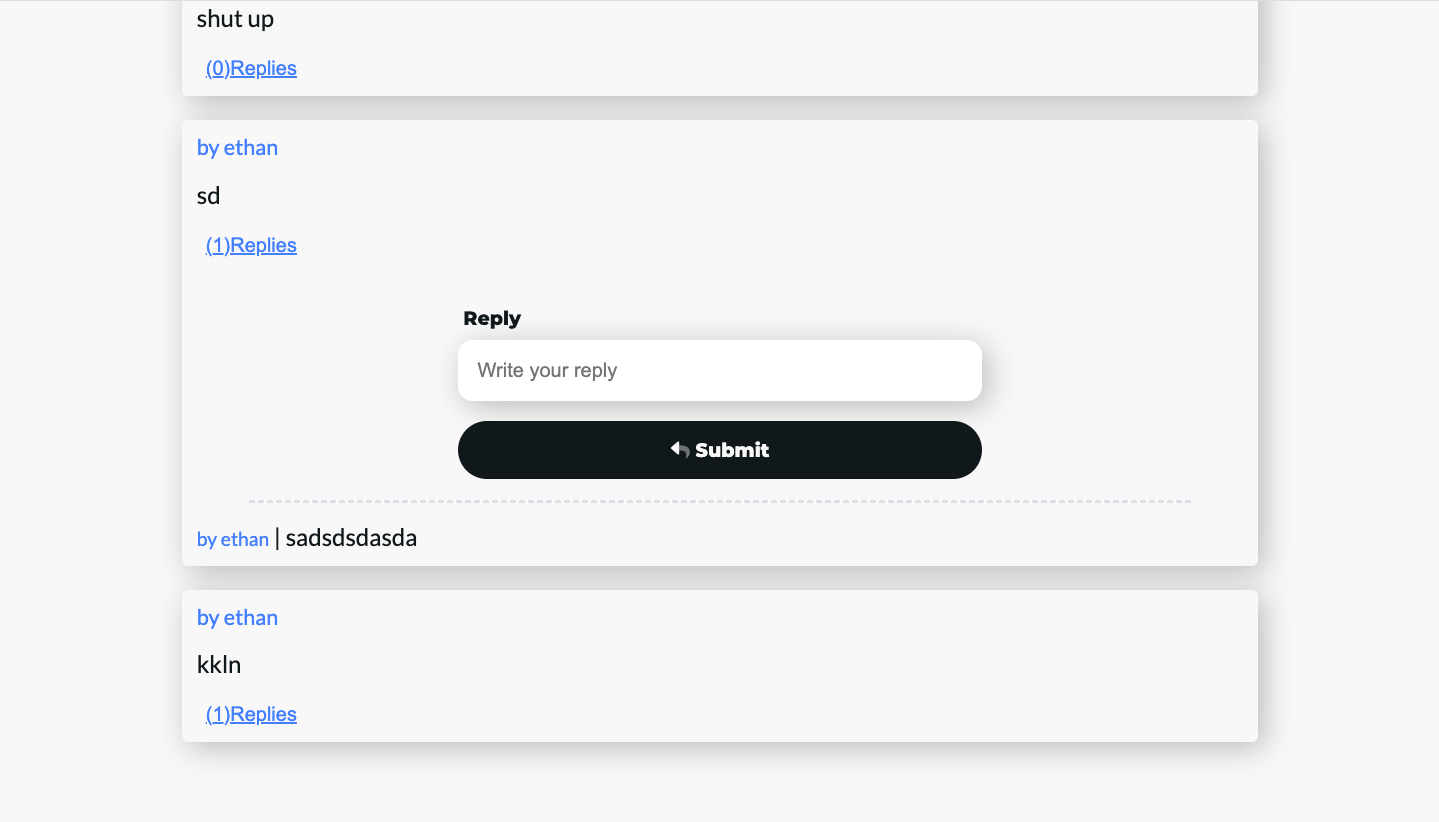 shut up
(0)Replies
by ethan
sd
(1)Replies
Reply
Write your reply
Submit
by ethan | sadsdsdasda
by ethan
kkln
(1)Replies